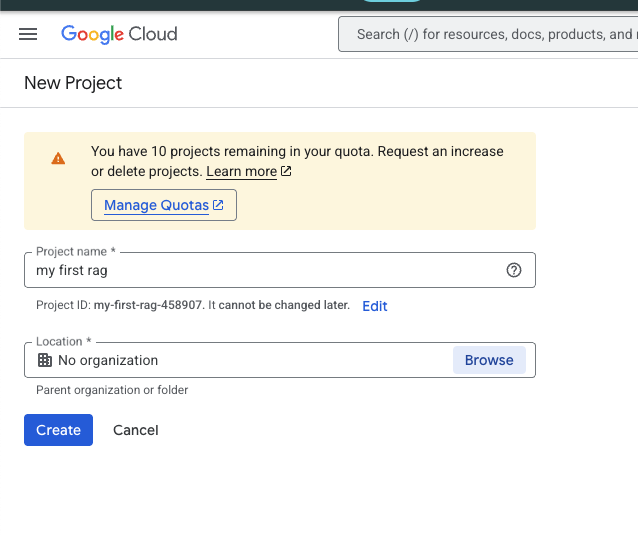 Google Cloud
Search (/) for resources, docs, products, and
New Project
You have 10 projects remaining in your quota. Request an increase
or delete projects. Learn more
Manage Quotas
Project name *
my first rag
Project ID: my-first-rag-458907. It cannot be changed later. Edit
Location *
No organization Browse
Parent organization or folder
Create Cancel